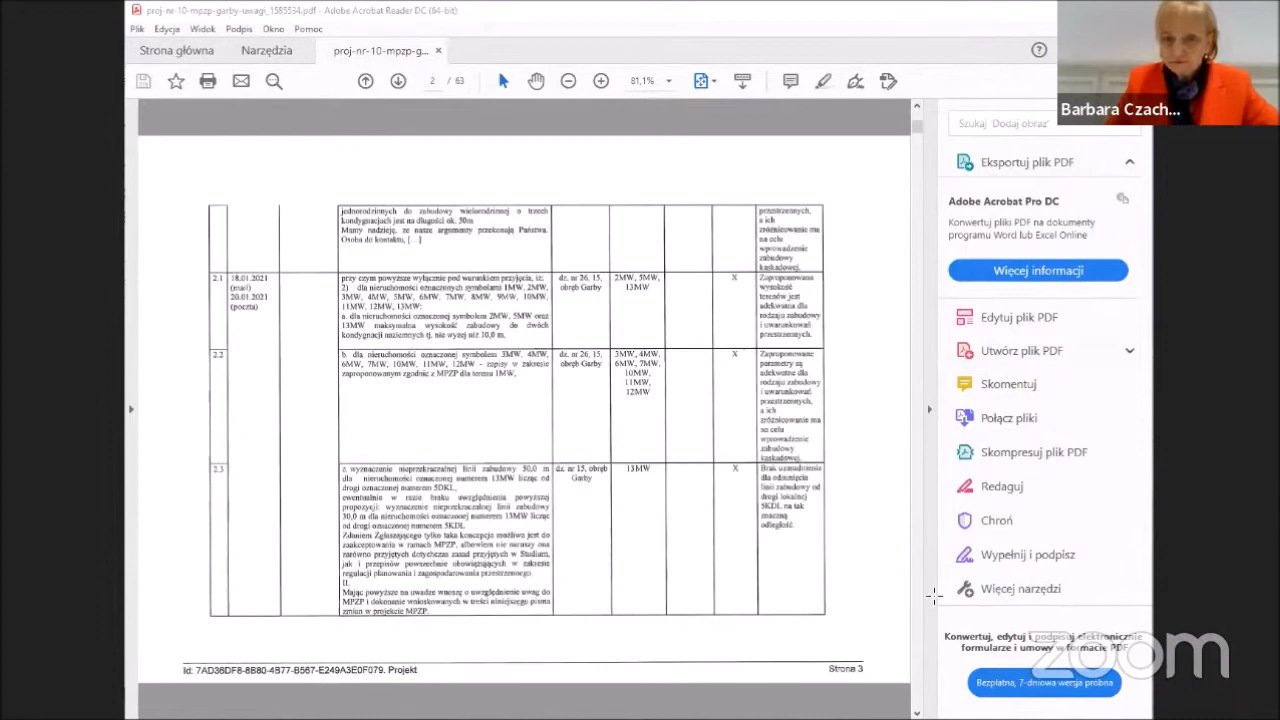 proj-nr-10-mpzp-garby-uwagi_1585534.pdf - Adobe Acrobat Reader DC (64-bit)
Plik Edycja Widok Podpis Okno Pomoc
Strona główna Narzędzia proj-nr-10-mpzp-g... ×
2 / 63 81,1%
Barbara Czach...
Szukaj 'Dodaj obraz'
Eksportuj plik PDF
Adobe Acrobat Pro DC
Konwertuj pliki PDF na dokumenty
programu Word lub Excel Online
Więcej informacji
Edytuj plik PDF
Utwórz plik PDF
Skomentuj
Połącz pliki
Skompresuj plik PDF
Redaguj
Chroń
Wypełnij i podpisz
Więcej narzędzi
Konwertuj, edytuj i podpisuj elektronicznie
formularze i umowy w formacie PDF
Bezpłatna, 7-dniowa wersja próbna
zoom
jednorodzinnych do zabudowy wielorodzinnej o trzech
kondygnacjach jest na długości ok. 50m
Mamy nadzieję, że nasze argumenty przekonają Państwa.
Osoba do kontaktu, [...]
przestrzennych,
a ich
zróżnicowanie ma
na celu
wprowadzenie
zabudowy
kaskadowej.
2.1
18.01.2021
(mail)
20.01.2021
(poczta)
przy czym powyższe wyłącznie pod warunkiem przyjęcia, iż:
2) dla nieruchomości oznaczonych symbolami 1MW, 2MW,
3MW, 4MW, 5MW, 6MW, 7MW, 8MW, 9MW, 10MW,
11MW, 12MW, 13MW:
a. dla nieruchomości oznaczonej symbolem 2MW, 5MW oraz
13MW maksymalna wysokość zabudowy do dwóch
kondygnacji naziemnych tj. nie wyżej niż 10,0 m,
dz. nr 26, 15,
obręb Garby
2MW, 5MW,
13MW
X
Zaproponowana
wysokość
terenów jest
adekwatna dla
rodzaju zabudowy
i uwarunkowań
przestrzennych.
2.2
b. dla nieruchomości oznaczonej symbolem 3MW, 4MW,
6MW, 7MW, 10MW, 11MW, 12MW - zapisy w zakresie
zaproponowanym zgodnie z MPZP dla terenu 1MW,
dz. nr 26, 15,
obręb Garby
3MW, 4MW,
6MW, 7MW,
10MW,
11MW,
12MW
X
Zaproponowane
parametry są
adekwatne dla
rodzaju zabudowy
i uwarunkowań
przestrzennych,
a ich
zróżnicowanie ma
na celu
wprowadzenie
zabudowy
kaskadowej.
2.3
c. wyznaczenie nieprzekraczalnej linii zabudowy 50,0 m
dla nieruchomości oznaczonej numerem 13MW licząc od
drogi oznaczonej numerem 5DKL,
ewentualnie w razie braku uwzględnienia powyższej
propozycji: wyznaczenie nieprzekraczalnej linii zabudowy
30,0 m dla nieruchomości oznaczonej numerem 13MW licząc
od drogi oznaczonej numerem 5KDL
Zdaniem Zgłaszającego tylko taka koncepcja możliwa jest do
zaakceptowania w ramach MPZP, albowiem nie naruszy ona
zarówno przyjętych dotychczas zasad przyjętych w Studium,
jak i przepisów powszechnie obowiązujących w zakresie
regulacji planowania i zagospodarowania przestrzennego.
II.
Mając powyższe na uwadze wnoszę o uwzględnienie uwag do
MPZP i dokonanie wnioskowanych w treści niniejszego pisma
zmian w projekcie MPZP.
dz. nr 15, obręb
Garby
13MW
X
Brak uzasadnienia
dla odsunięcia
linii zabudowy od
drogi lokalnej
5KDL na tak
znaczną
odległość.
Id: 7AD36DF8-8B80-4B77-B567-E249A3E0F079. Projekt
Strona 3